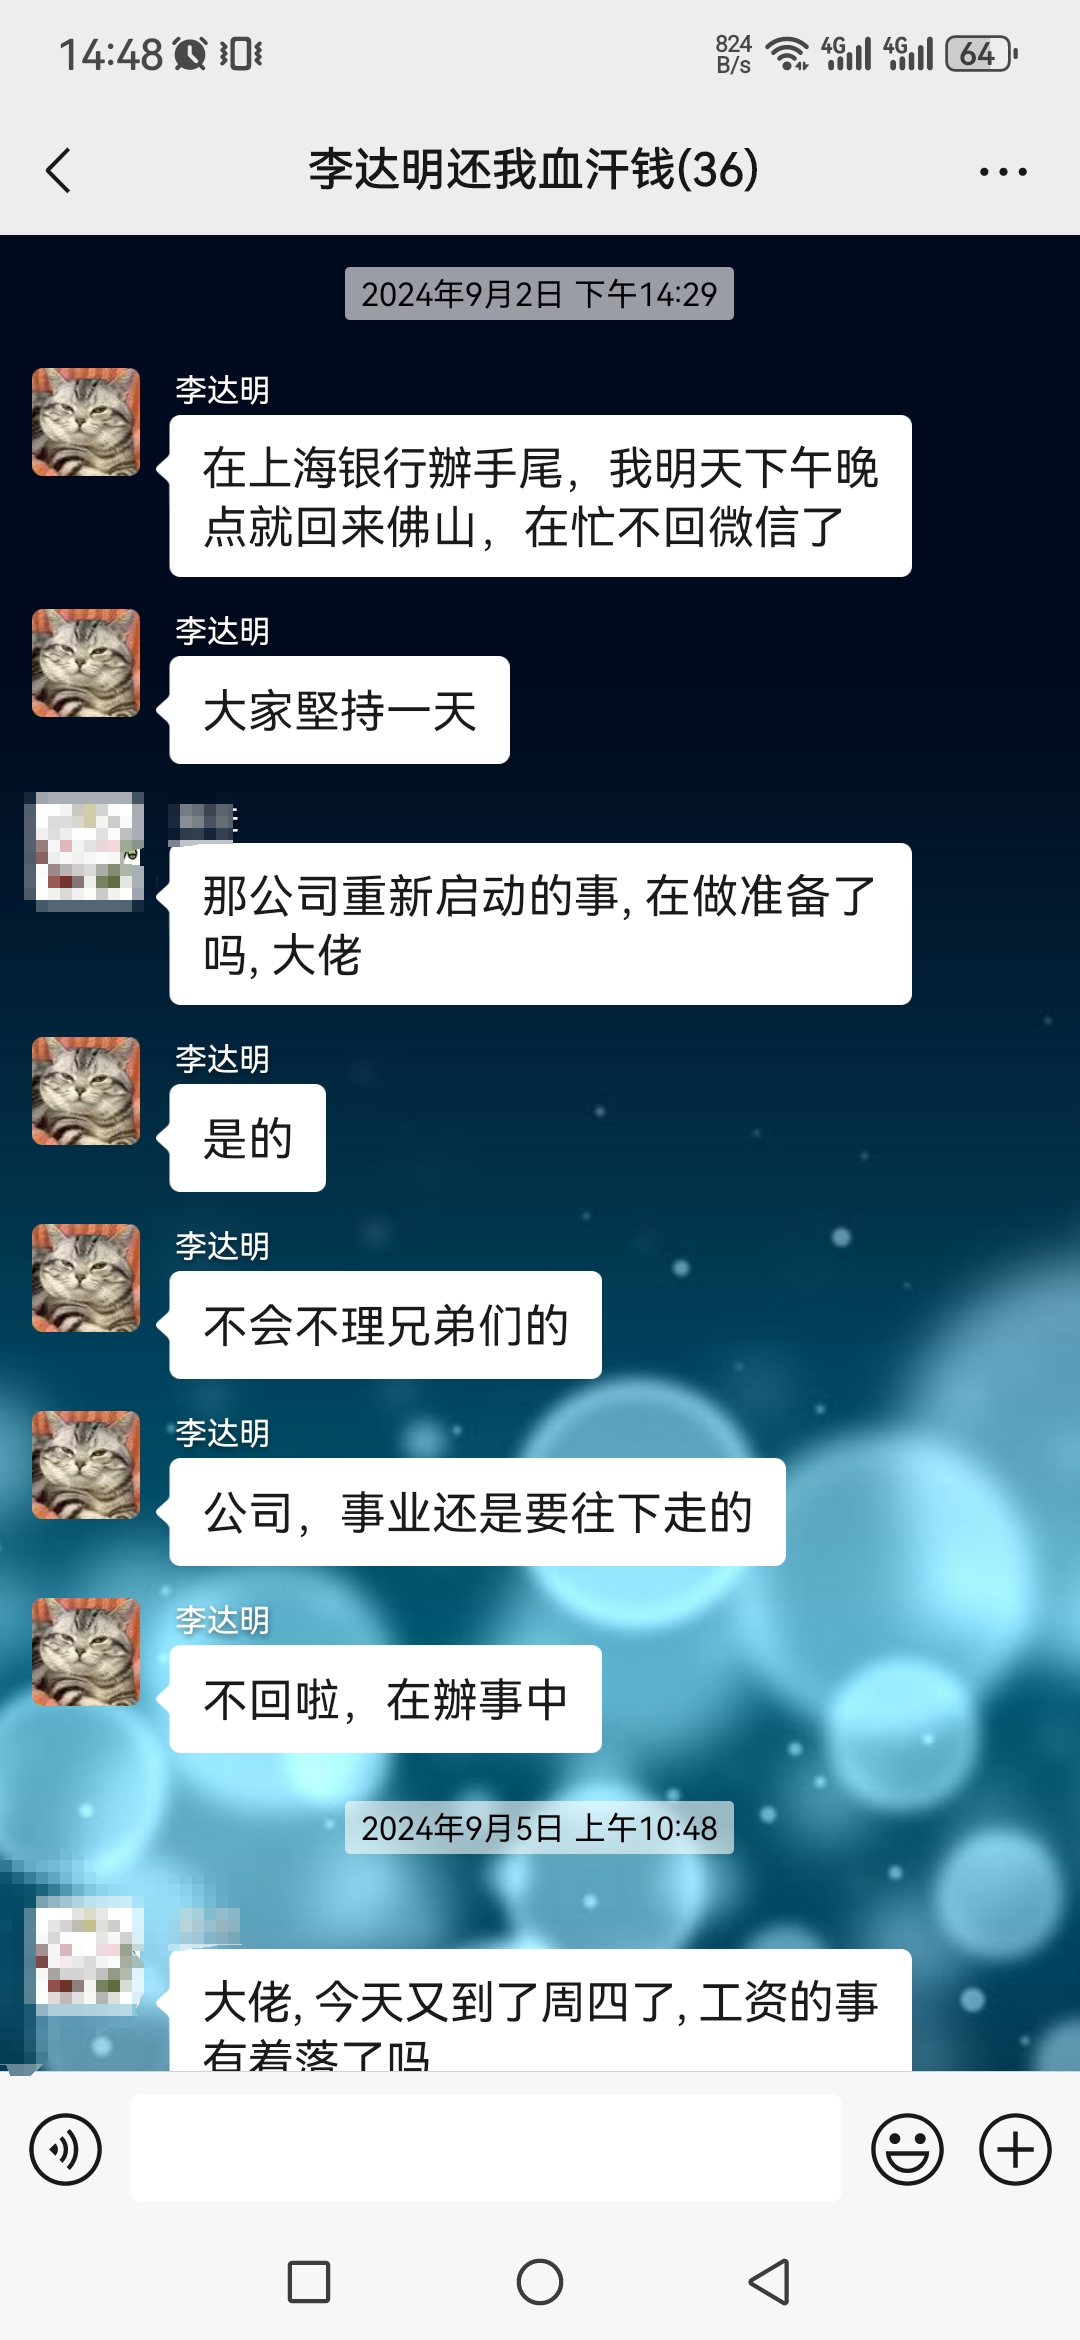 14:48
824
B/s
4G
4G
64
李达明还我血汗钱(36)
2024年9月2日 下午14:29
李达明
在上海银行辦手尾，我明天下午晚
点就回来佛山，在忙不回微信了
李达明
大家堅持一天
那公司重新启动的事, 在做准备了
吗, 大佬
李达明
是的
李达明
不会不理兄弟们的
李达明
公司，事业还是要往下走的
李达明
不回啦，在辦事中
2024年9月5日 上午10:48
大佬, 今天又到了周四了, 工资的事
有着落了吗